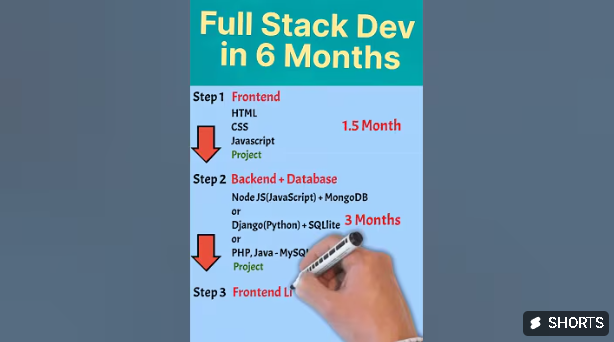 Full Stack Dev
in 6 Months
Step 1 Frontend
HTML
CSS
Javascript
Project
1.5 Month
Step 2 Backend + Database
Node JS(JavaScript) + MongoDB
or
Django(Python) + SQLlite
3 Months
or
PHP, Java - MySQ
Project
Step 3 Frontend Li
SHORTS